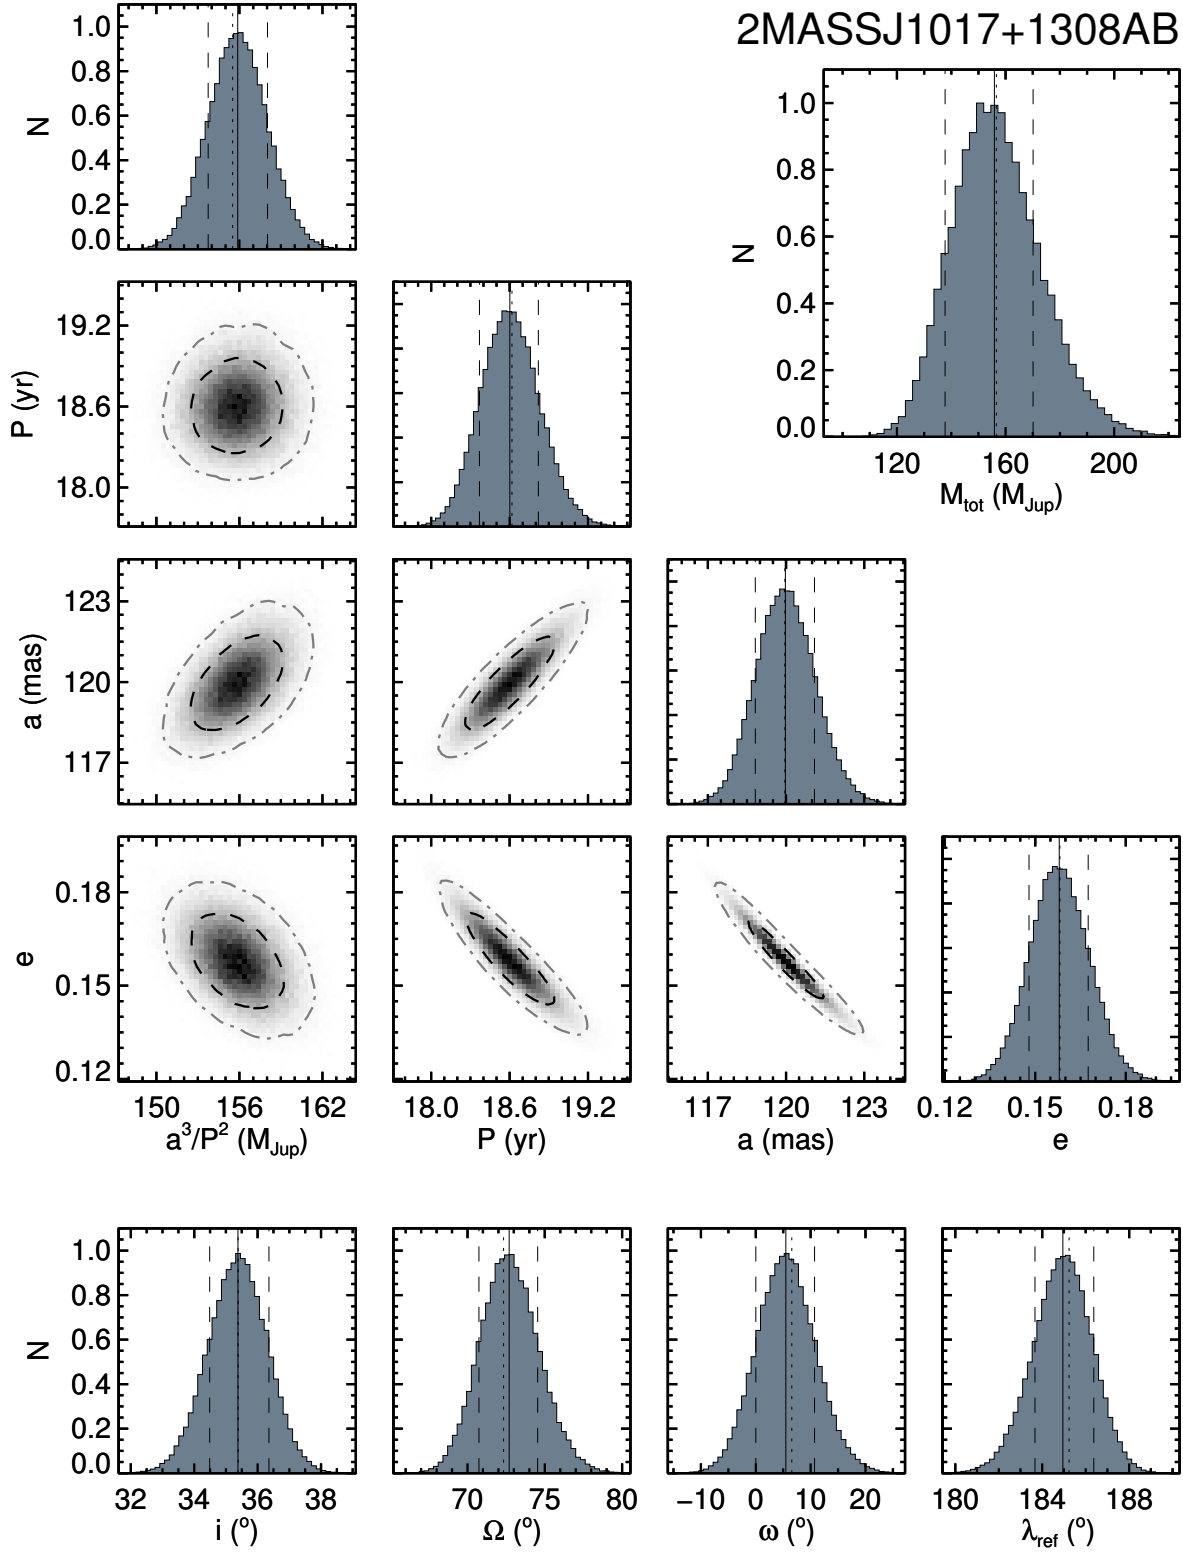 2MASSJ1017+1308AB
1.0
0.8
0.6
0.4
0.2
0.0
N
1.0
0.8
0.6
0.4
0.2
0.0
N
120 160 200
M_tot (M_Jup)
19.2
18.6
18.0
P (yr)
123
120
117
a (mas)
0.18
0.15
0.12
e
150 156 162
a³/P² (M_Jup)
18.0 18.6 19.2
P (yr)
117 120 123
a (mas)
0.12 0.15 0.18
e
1.0
0.8
0.6
0.4
0.2
0.0
N
32 34 36 38
i (°)
70 75 80
Ω (°)
−10 0 10 20
ω (°)
180 184 188
λ_ref (°)